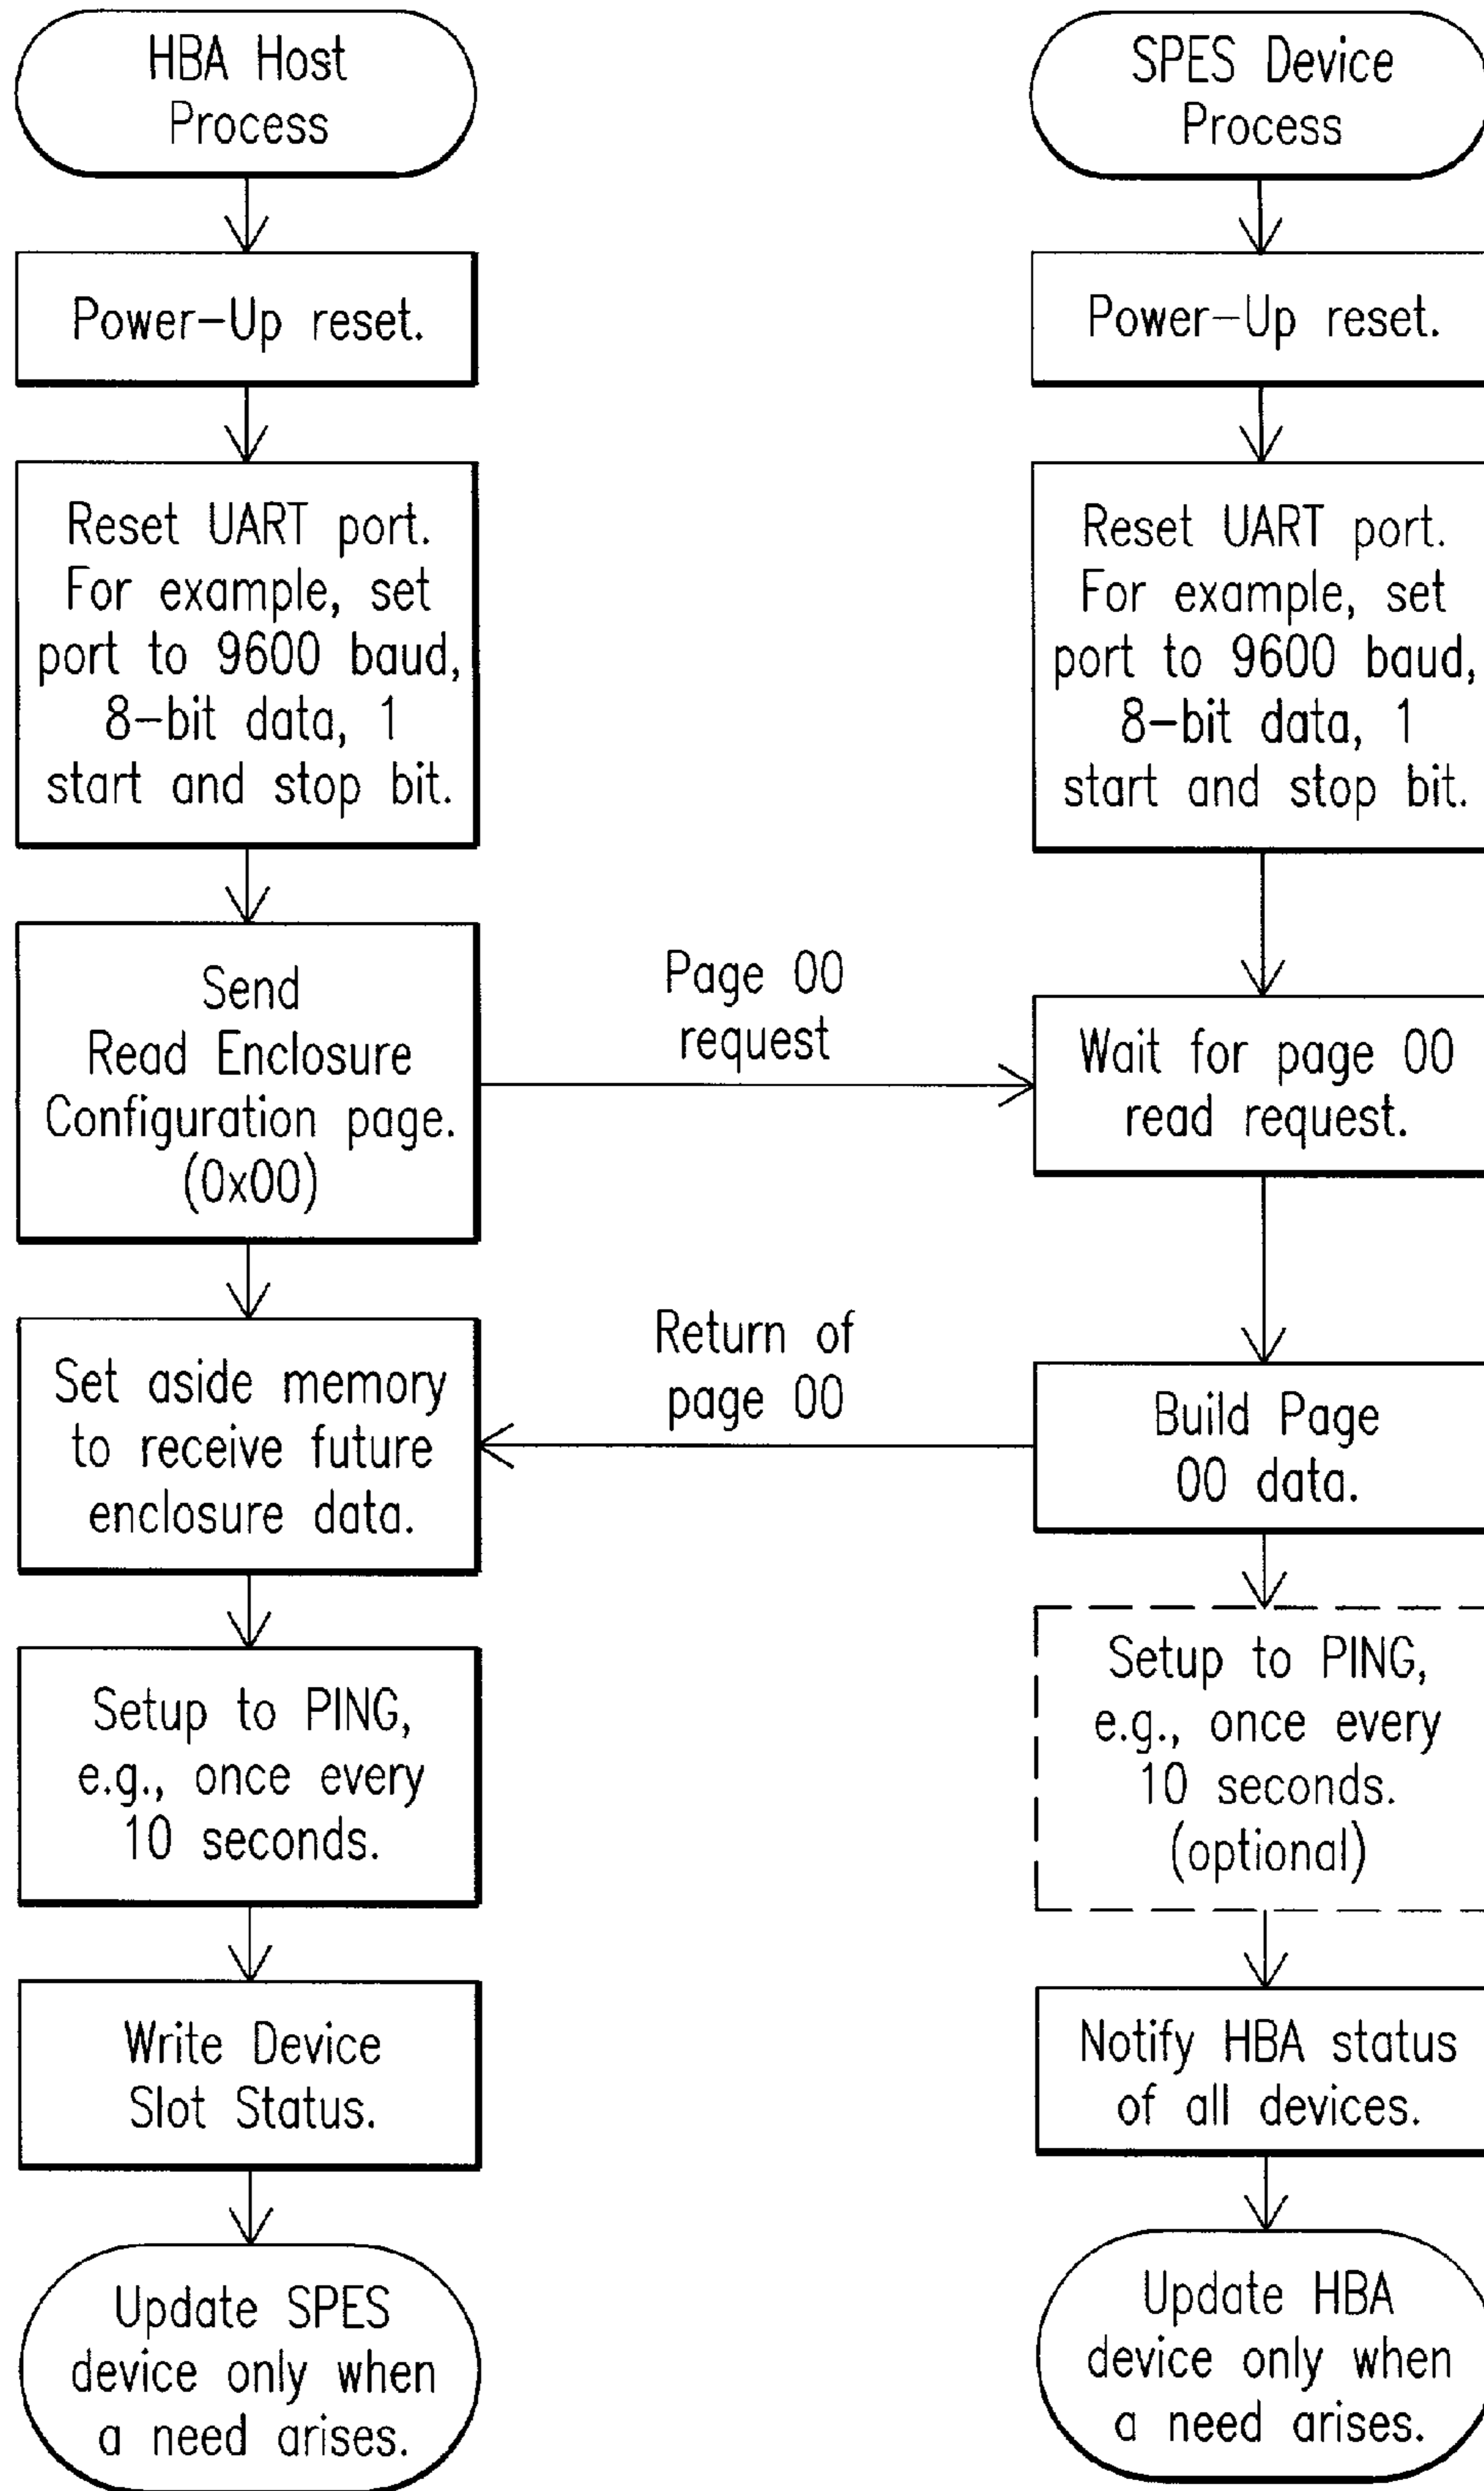 HBA Host
Process
Power-Up reset.
Reset UART port.
For example, set
port to 9600 baud,
8-bit data, 1
start and stop bit.
Send
Read Enclosure
Configuration page.
(0x00)
Set aside memory
to receive future
enclosure data.
Setup to PING,
e.g., once every
10 seconds.
Write Device
Slot Status.
Update SPES
device only when
a need arises.
Page 00
request
Return of
page 00
SPES Device
Process
Power-Up reset.
Reset UART port.
For example, set
port to 9600 baud,
8-bit data, 1
start and stop bit.
Wait for page 00
read request.
Build Page
00 data.
Setup to PING,
e.g., once every
10 seconds.
(optional)
Notify HBA status
of all devices.
Update HBA
device only when
a need arises.